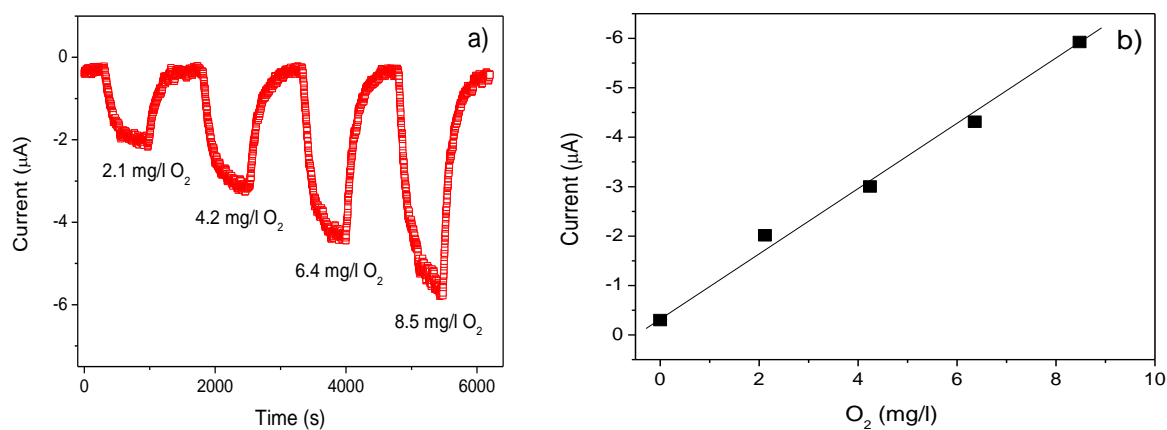 a)
0
-2
-4
-6
Current (μA)
2.1 mg/l O2
4.2 mg/l O2
6.4 mg/l O2
8.5 mg/l O2
0 2000 4000 6000
Time (s)
b)
-6
-5
-4
-3
-2
-1
0
Current (μA)
0 2 4 6 8 10
O2 (mg/l)